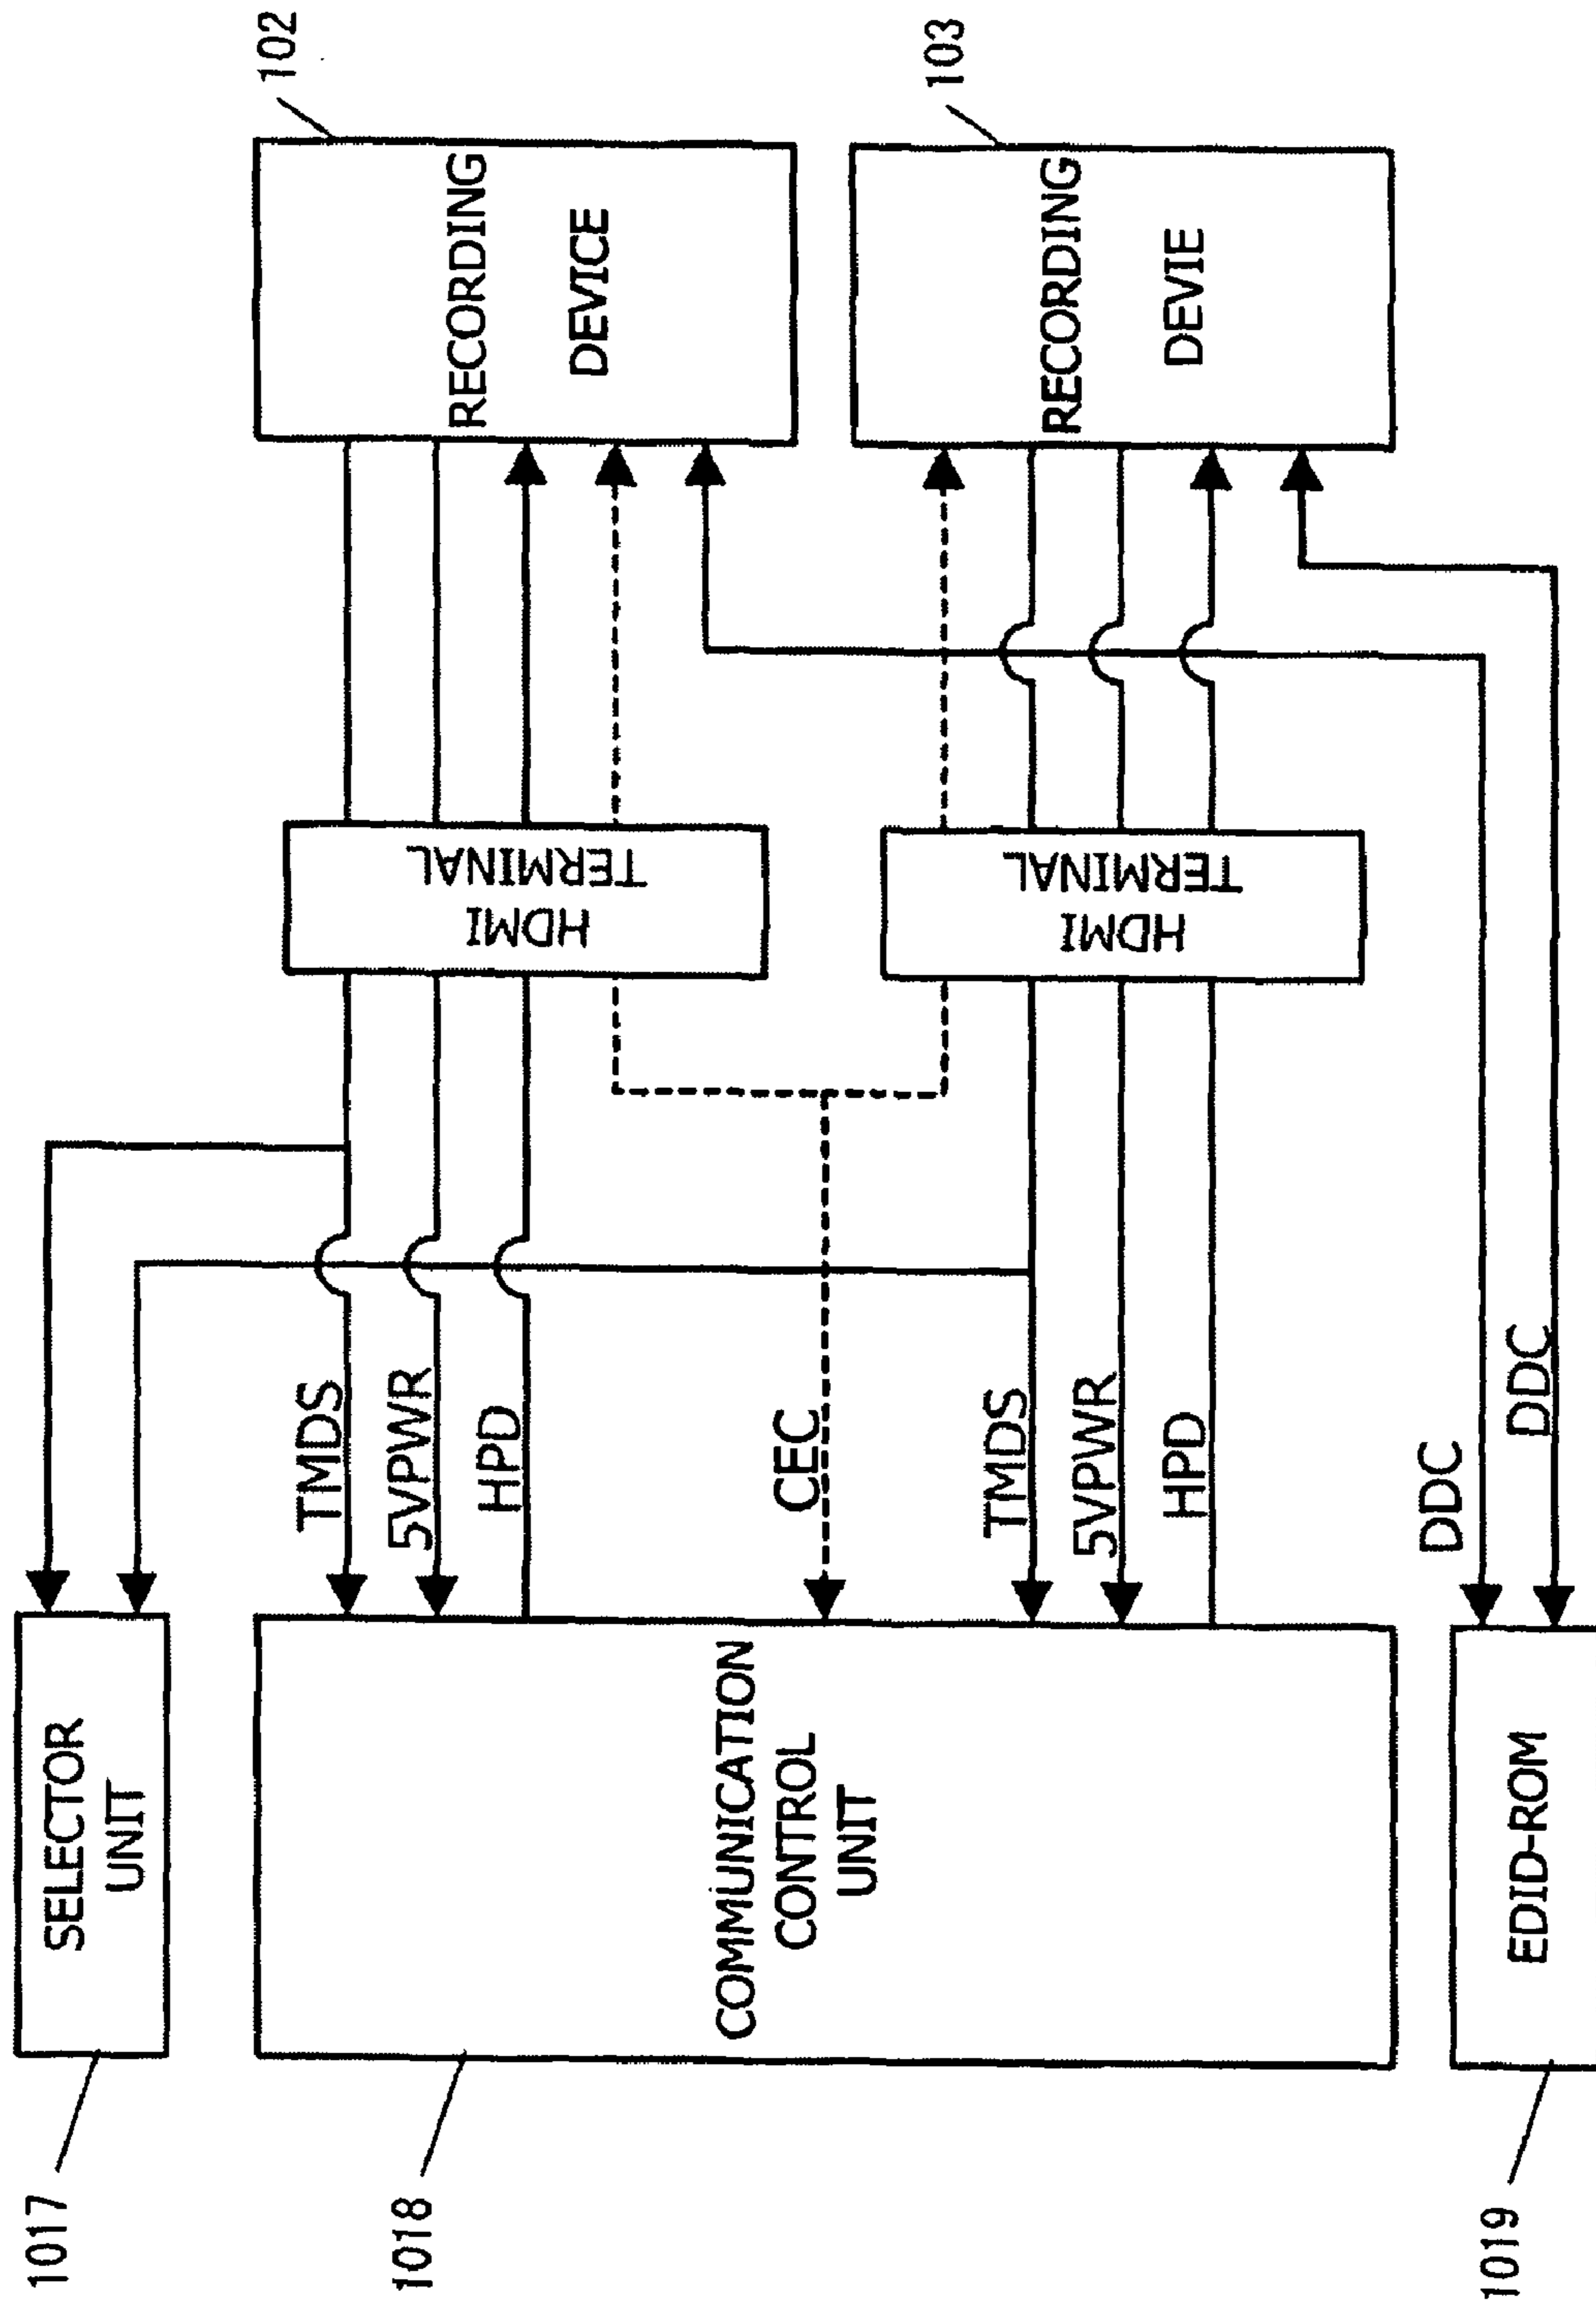 1017
SELECTOR
UNIT
1018
COMMUNICATION
CONTROL
UNIT
1019
EDID-ROM
TMDS
5VPWR
HPD
CEC
TMDS
5VPWR
HPD
DDC
DDC
HDMI
TERMINAL
HDMI
TERMINAL
RECORDING
DEVICE
102
RECORDING
DEVIE
103